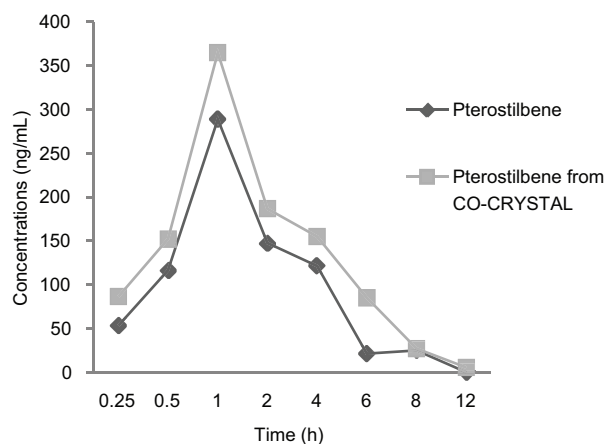 400
350
300
250
200
150
100
50
0
Concentrations (ng/mL)
0.25 0.5 1 2 4 6 8 12
Time (h)
Pterostilbene
Pterostilbene from
CO-CRYSTAL